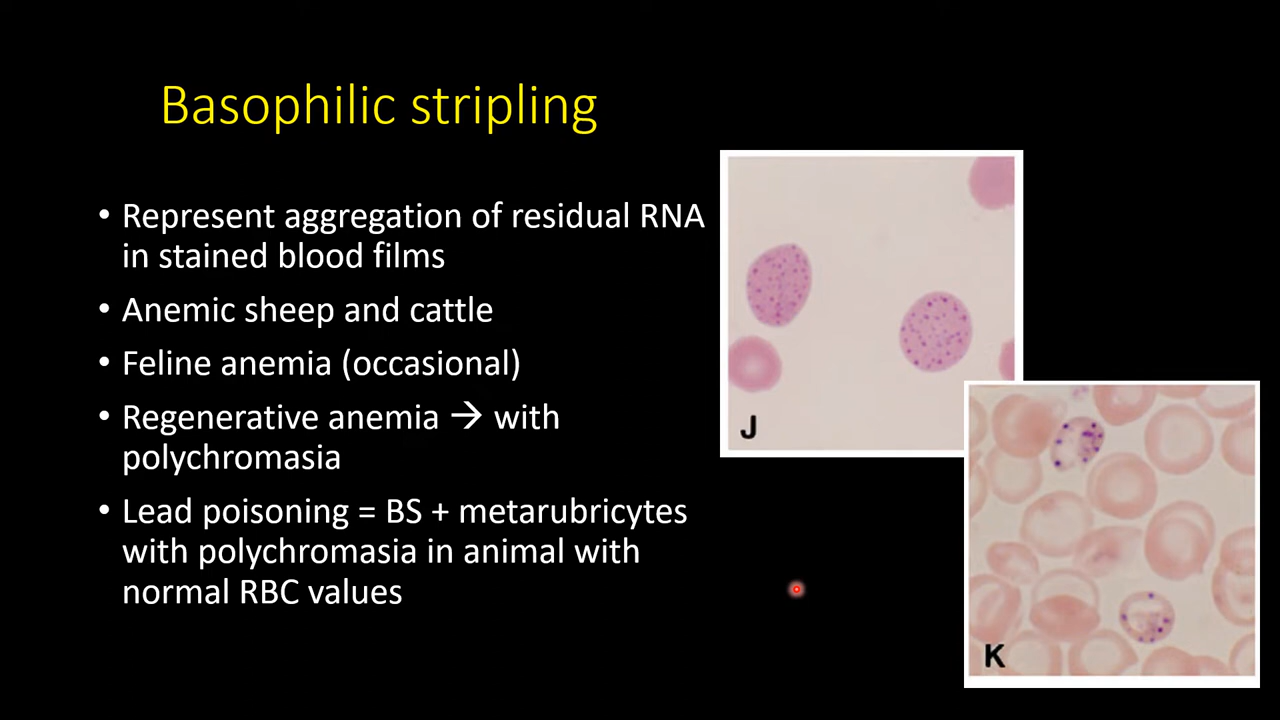 Basophilic stripling
• Represent aggregation of residual RNA
in stained blood films
• Anemic sheep and cattle
• Feline anemia (occasional)
• Regenerative anemia → with
polychromasia
• Lead poisoning = BS + metarubricytes
with polychromasia in animal with
normal RBC values
J
K